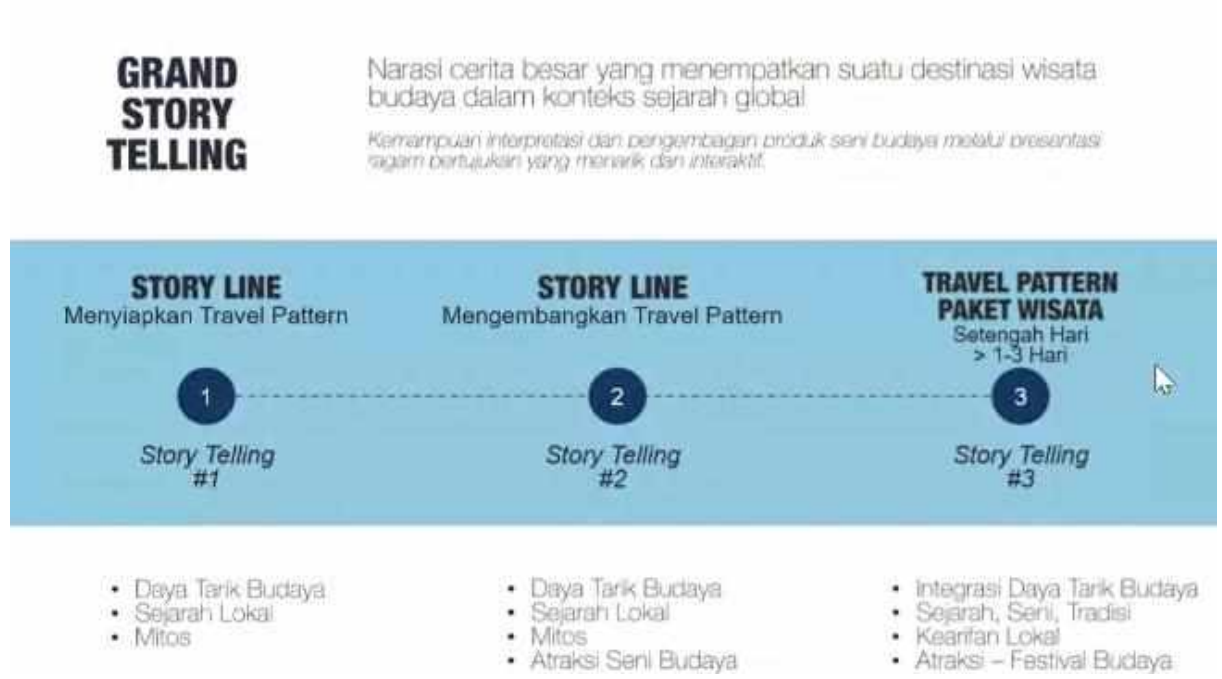 GRAND
STORY
TELLING
Narasi cerita besar yang menempatkan suatu destinasi wisata
budaya dalam konteks sejarah global
Kemampuan interpretasi dan pengembagan produk seni budaya melalui presentasi
ragam pertujukan yang menarik dan interaktif.
STORY LINE
Menyiapkan Travel Pattern
1
Story Telling
#1
STORY LINE
Mengembangkan Travel Pattern
2
Story Telling
#2
TRAVEL PATTERN
PAKET WISATA
Setengah Hari
> 1-3 Hari
3
Story Telling
#3
• Daya Tarik Budaya
• Sejarah Lokal
• Mitos
• Daya Tarik Budaya
• Sejarah Lokal
• Mitos
• Atraksi Seni Budaya
• Integrasi Daya Tarik Budaya
• Sejarah, Seni, Tradisi
• Kearifan Lokal
• Atraksi – Festival Budaya